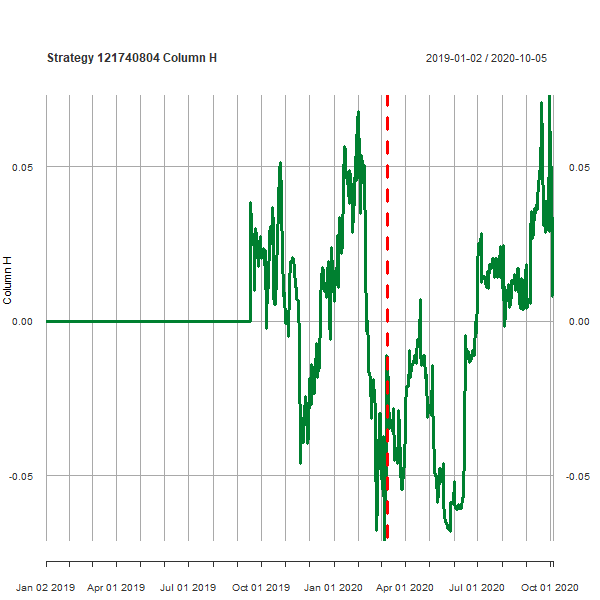 Strategy 121740804 Column H
2019-01-02 / 2020-10-05
Column H
0.05
0.05
0.00
0.00
-0.05
-0.05
Jan 02 2019
Apr 01 2019
Jul 01 2019
Oct 01 2019
Jan 01 2020
Apr 01 2020
Jul 01 2020
Oct 01 2020